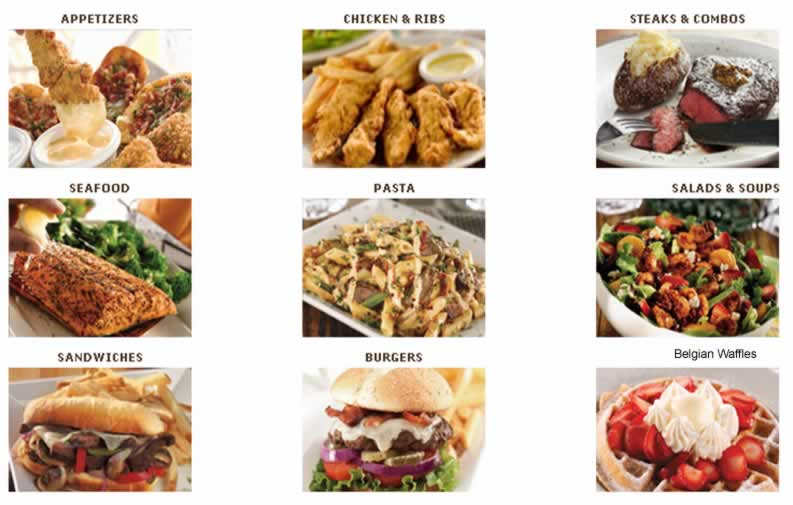 APPETIZERS
CHICKEN & RIBS
STEAKS & COMBOS
SEAFOOD
PASTA
SALADS & SOUPS
SANDWICHES
BURGERS
Belgian Waffles